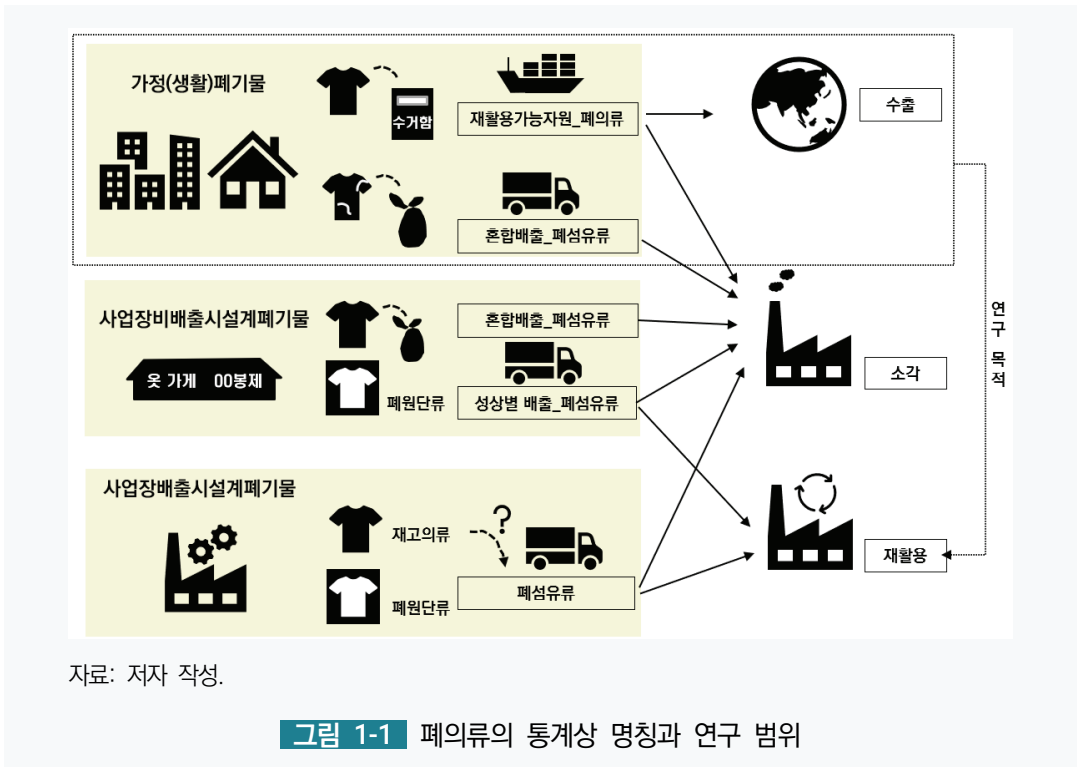 가정(생활)폐기물
수거함
재활용가능자원_폐의류
수출
혼합배출_폐섬유류
사업장비배출시설계폐기물
옷 가게 OO봉제
혼합배출_폐섬유류
폐원단류
성상별 배출_폐섬유류
소각
연구 목적
사업장배출시설계폐기물
재고의류
?
폐원단류
폐섬유류
재활용
자료: 저자 작성.
그림 1-1 폐의류의 통계상 명칭과 연구 범위